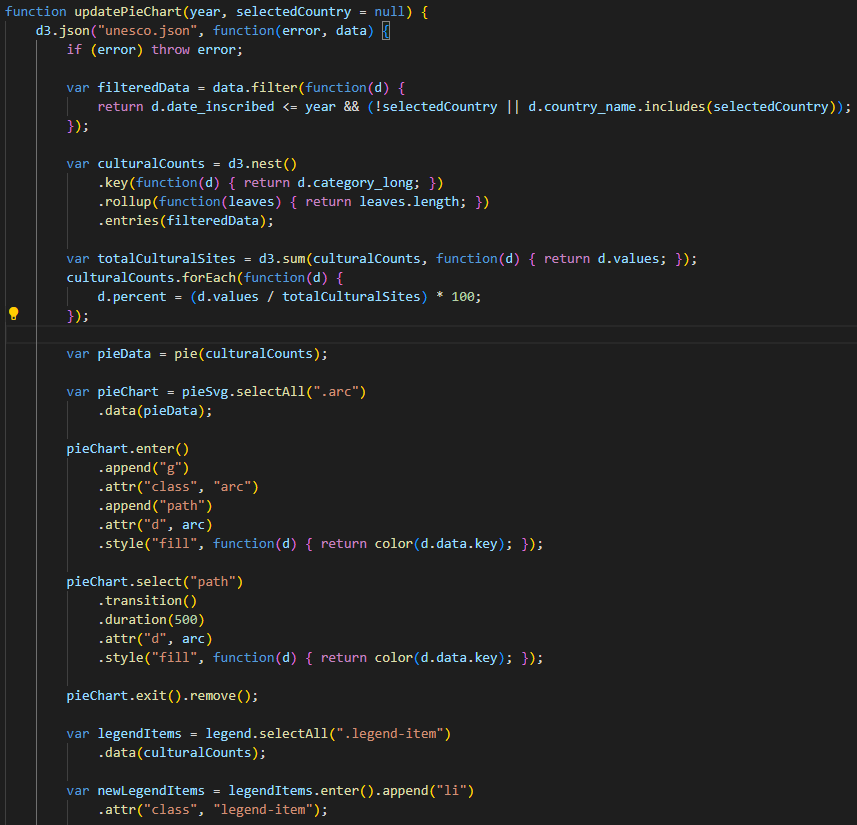 function updatePieChart(year, selectedCountry = null) {
    d3.json("unesco.json", function(error, data) {
        if (error) throw error;

        var filteredData = data.filter(function(d) {
            return d.date_inscribed <= year && (!selectedCountry || d.country_name.includes(selectedCountry));
        });

        var culturalCounts = d3.nest()
            .key(function(d) { return d.category_long; })
            .rollup(function(leaves) { return leaves.length; })
            .entries(filteredData);

        var totalCulturalSites = d3.sum(culturalCounts, function(d) { return d.values; });
        culturalCounts.forEach(function(d) {
            d.percent = (d.values / totalCulturalSites) * 100;
        });

        var pieData = pie(culturalCounts);

        var pieChart = pieSvg.selectAll(".arc")
            .data(pieData);

        pieChart.enter()
            .append("g")
            .attr("class", "arc")
            .append("path")
            .attr("d", arc)
            .style("fill", function(d) { return color(d.data.key); });

        pieChart.select("path")
            .transition()
            .duration(500)
            .attr("d", arc)
            .style("fill", function(d) { return color(d.data.key); });

        pieChart.exit().remove();

        var legendItems = legend.selectAll(".legend-item")
            .data(culturalCounts);

        var newLegendItems = legendItems.enter().append("li")
            .attr("class", "legend-item");